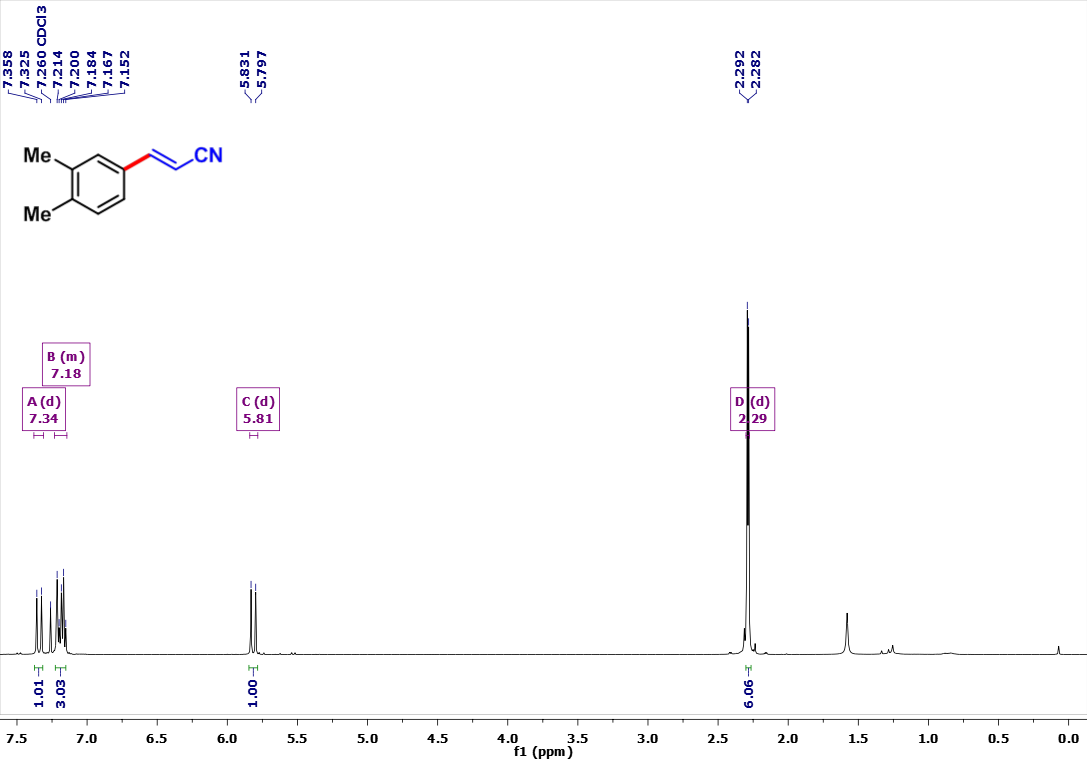 7.358
7.325
7.260 CDCl3
7.214
7.200
7.184
7.167
7.152
5.831
5.797
2.292
2.282
Me
CN
Me
B (m)
7.18
A (d)
7.34
C (d)
5.81
D (d)
2.29
1.01
3.03
1.00
6.06
7.5 7.0 6.5 6.0 5.5 5.0 4.5 4.0 3.5 3.0 2.5 2.0 1.5 1.0 0.5 0.0
f1 (ppm)